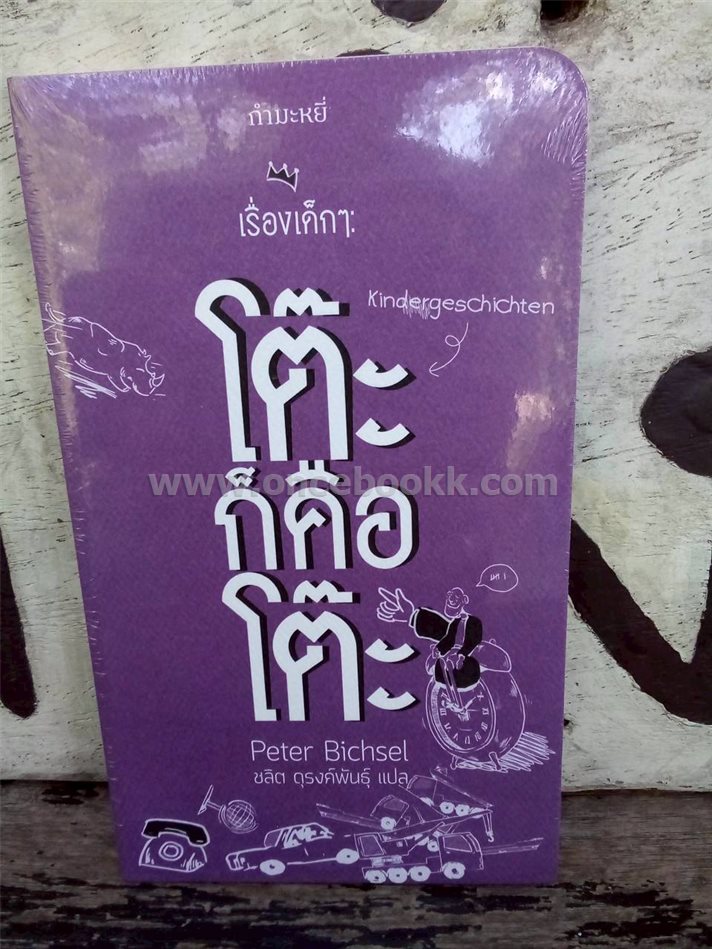 กำมะหยี่
เรื่องเด็กๆ:
Kindergeschichten
โต๊ะ
ก็คือ
โต๊ะ
www.oncebookk.com
Peter Bichsel
ชลิต ดุรงค์พันธุ์ แปล